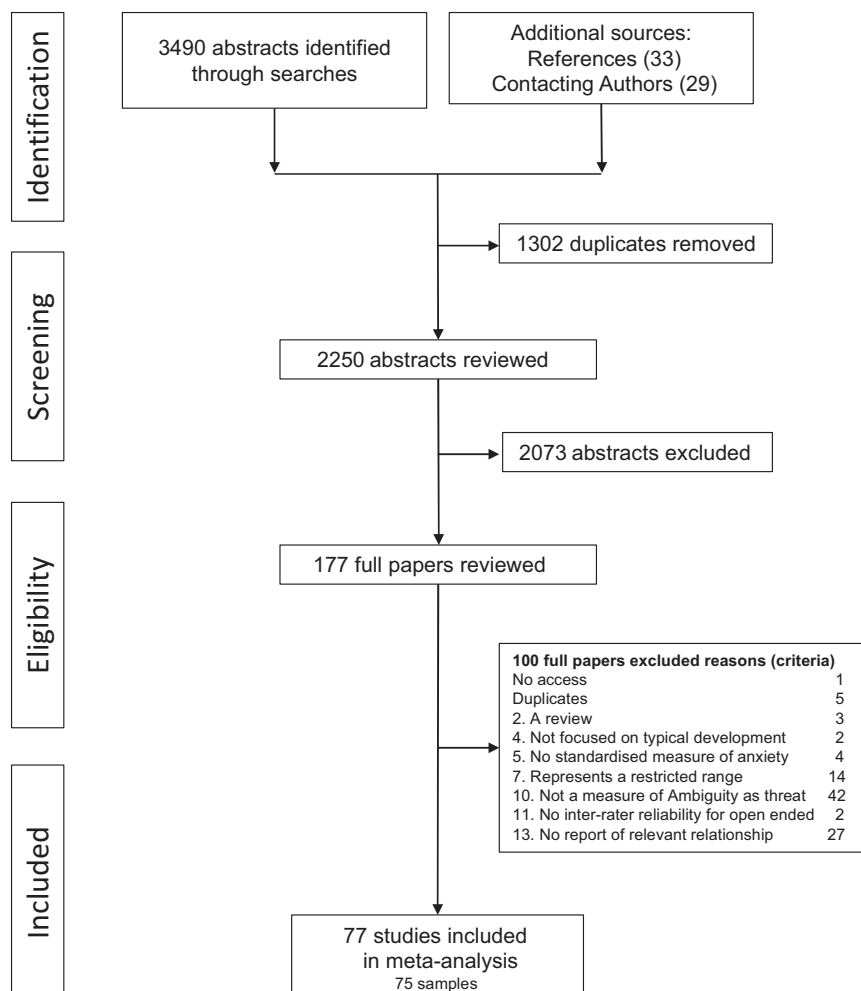 Identification
3490 abstracts identified
through searches
Additional sources:
References (33)
Contacting Authors (29)
1302 duplicates removed
Screening
2250 abstracts reviewed
2073 abstracts excluded
Eligibility
177 full papers reviewed
100 full papers excluded reasons (criteria)
No access 1
Duplicates 5
2. A review 3
4. Not focused on typical development 2
5. No standardised measure of anxiety 4
7. Represents a restricted range 14
10. Not a measure of Ambiguity as threat 42
11. No inter-rater reliability for open ended 2
13. No report of relevant relationship 27
Included
77 studies included
in meta-analysis
75 samples